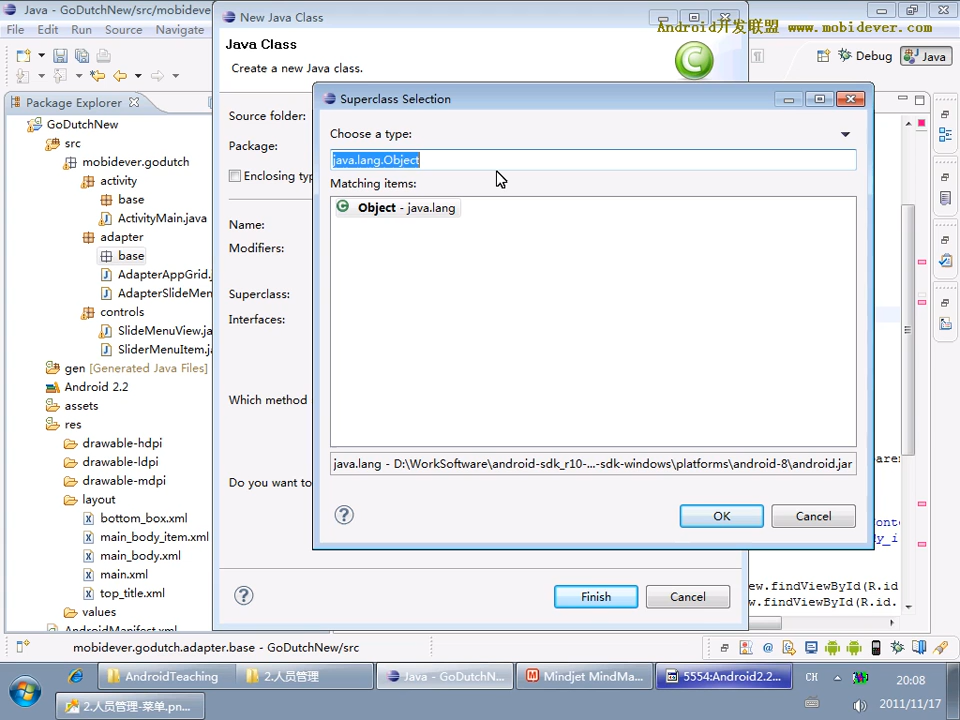 Java - GoDutchNew/src/mobideve
New Java Class
Android开发联盟 www.mobidever.com
File Edit Run Source Navigate
Java Class
Create a new Java class.
Debug
Java
Package Explorer
Superclass Selection
GoDutchNew
Source folder:
Choose a type:
src
Package:
java.lang.Object
mobidever.godutch
Enclosing typ
Matching items:
activity
base
Object - java.lang
ActivityMain.java
Name:
adapter
Modifiers:
base
AdapterAppGrid.
AdapterSlideMen
Superclass:
controls
Interfaces:
SlideMenuView.ja
SliderMenuItem.ja
gen [Generated Java Files]
Android 2.2
Which method
assets
res
drawable-hdpi
drawable-ldpi
java.lang - D:\WorkSoftware\android-sdk_r10-...-sdk-windows\platforms\android-8\android.jar
drawable-mdpi
Do you want to
layout
bottom_box.xml
OK
Cancel
main_body_item.xml
main_body.xml
main.xml
ew.findViewById(R.id
top_title.xml
Finish
Cancel
w.findViewById(R.id.
values
AndroidManifest.xml
mobidever.godutch.adapter.base - GoDutchNew/src
AndroidTeaching
2.人员管理
Java - GoDutchN...
Mindjet MindMa...
5554:Android2.2...
CH
20:08
2.人员管理-菜单.pn...
2011/11/17